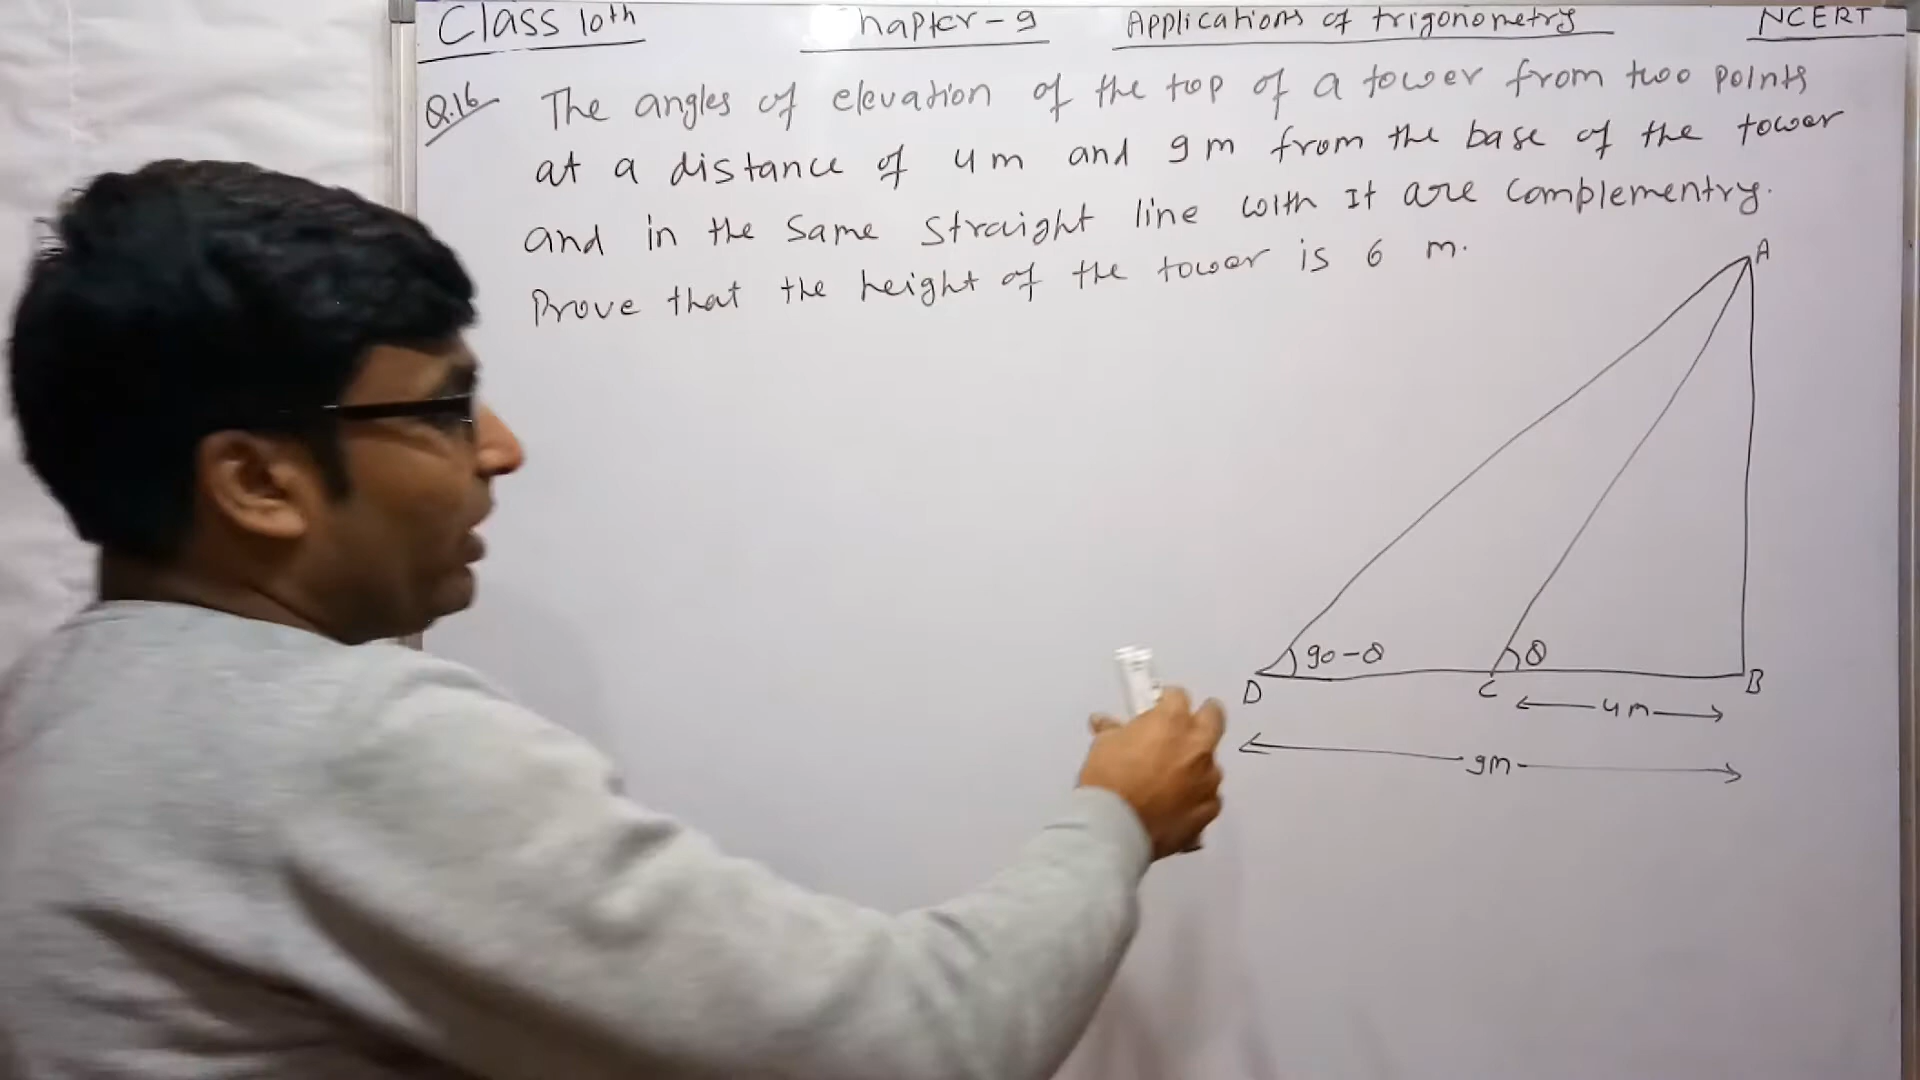 Class 10th hapter-9 Applications of trigonometry NCERT
Q.16 The angles of elevation of the top of a tower from two points
at a distance of 4m and 9m from the base of the tower
and in the same straight line with It are complementry.
Prove that the height of the tower is 6 m.
A
90-θ θ
D C B
4m
9m